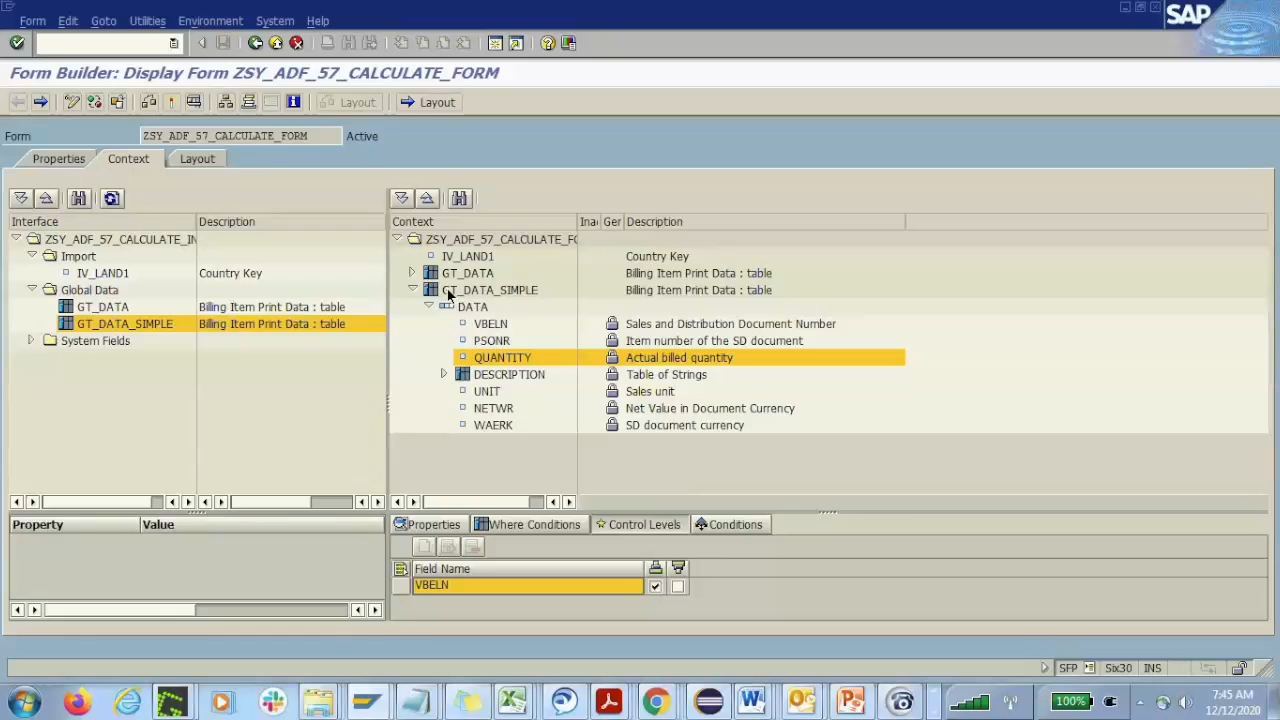 Form Edit Goto Utilities Environment System Help
SAP
Form Builder: Display Form ZSY_ADF_57_CALCULATE_FORM
Layout Layout
Form ZSY_ADF_57_CALCULATE_FORM Active
Properties Context Layout
Interface Description
ZSY_ADF_57_CALCULATE_IN
Import
IV_LAND1 Country Key
Global Data
GT_DATA Billing Item Print Data : table
GT_DATA_SIMPLE Billing Item Print Data : table
System Fields
Context Ina Ger Description
ZSY_ADF_57_CALCULATE_FO
IV_LAND1 Country Key
GT_DATA Billing Item Print Data : table
GT_DATA_SIMPLE Billing Item Print Data : table
DATA
VBELN Sales and Distribution Document Number
PSONR Item number of the SD document
QUANTITY Actual billed quantity
DESCRIPTION Table of Strings
UNIT Sales unit
NETWR Net Value in Document Currency
WAERK SD document currency
Property Value
Properties Where Conditions Control Levels Conditions
Field Name
VBELN
SFP Six30 INS
100% 7:45 AM
12/12/2020